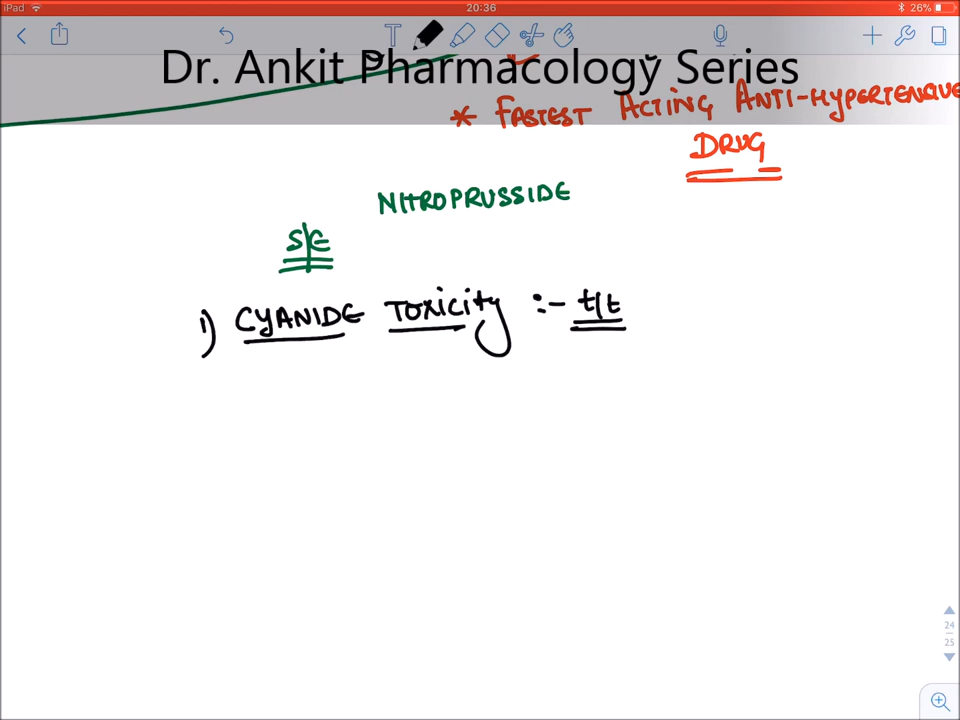 iPad 20:36 26%
Dr. Ankit Pharmacology Series
* FASTEST ACTING ANTI-HYPERTENSIVE
DRUG
NITROPRUSSIDE
S/E
1) CYANIDE TOXICITY :- t/t
24
25